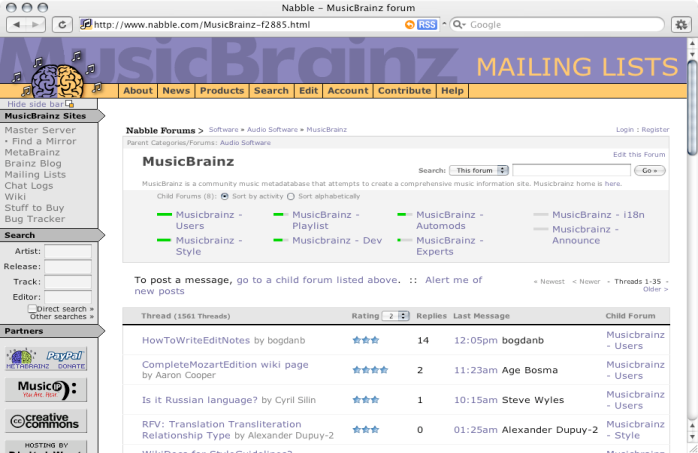 Nabble – MusicBrainz forum
http://www.nabble.com/MusicBrainz-f2885.html
RSS
Google
MusicBrainz
MAILING LISTS
About
News
Products
Search
Edit
Account
Contribute
Help
Hide side bar
MusicBrainz Sites
Master Server
• Find a Mirror
MetaBrainz
Brainz Blog
Mailing Lists
Chat Logs
Wiki
Stuff to Buy
Bug Tracker
Search
Artist:
Release:
Track:
Editor:
Direct search »
Other searches »
Partners
PayPal
METABRAINZ DONATE
MusicIP
You Are Hear
creative commons
HOSTING BY
Nabble Forums > Software » Audio Software » MusicBrainz
Login : Register
Parent Categories/Forums: Audio Software
Edit this Forum
MusicBrainz
Search: This forum Go »
MusicBrainz is a community music metadatabase that attempts to create a comprehensive music information site. Musicbrainz home is here.
Child Forums (8): Sort by activity Sort alphabetically
Musicbrainz - Users
Musicbrainz - Playlist
Musicbrainz - Automods
Musicbrainz - i18n
Musicbrainz - Style
Musicbrainz - Dev
Musicbrainz - Experts
Musicbrainz - Announce
To post a message, go to a child forum listed above. :: Alert me of
new posts
« Newest < Newer - Threads 1-35 -
Older >
Thread (1561 Threads) Rating 2 Replies Last Message Child Forum
HowToWriteEditNotes by bogdanb 14 12:05pm bogdanb Musicbrainz
- Users
CompleteMozartEdition wiki page
by Aaron Cooper 2 11:23am Age Bosma Musicbrainz
- Users
Is it Russian language? by Cyril Silin 1 10:15am Steve Wyles Musicbrainz
- Users
RFV: Translation Transliteration
Relationship Type by Alexander Dupuy-2 0 01:25am Alexander Dupuy-2 Musicbrainz
- Style